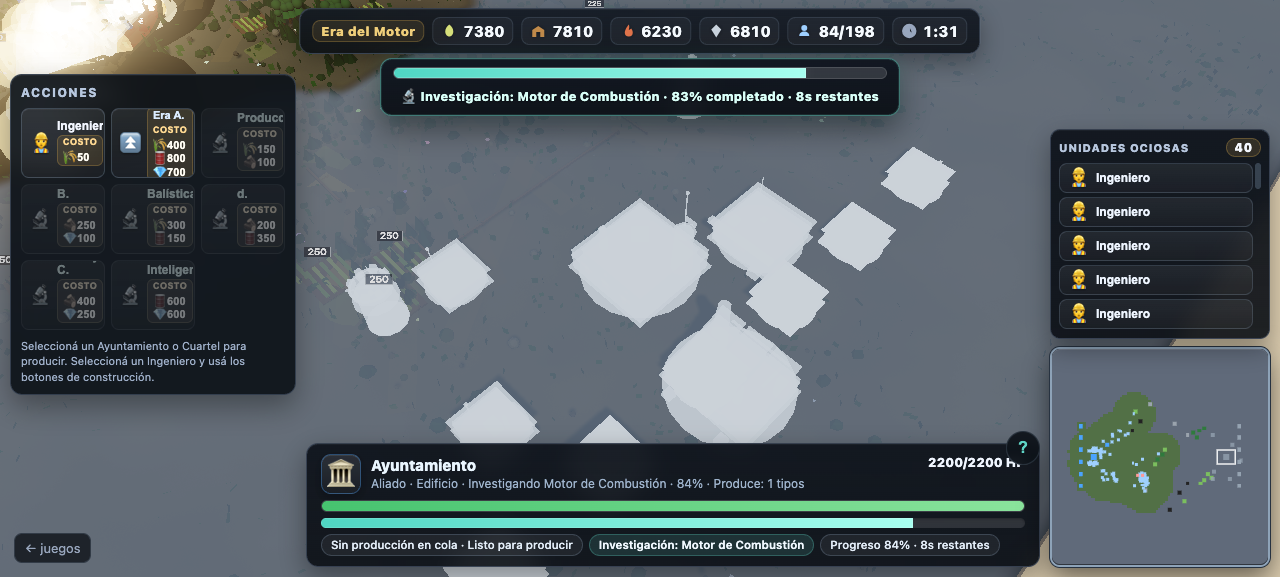 225
Era del Motor
7380
7810
6230
6810
84/198
1:31
Investigación: Motor de Combustión · 83% completado · 8s restantes
ACCIONES
Ingenier
COSTO
50
Era A.
COSTO
400
800
700
Produc
COSTO
150
100
B.
COSTO
250
100
Balística
COSTO
300
150
d.
COSTO
200
350
C.
COSTO
400
250
Inteliger
COSTO
600
600
Seleccioná un Ayuntamiento o Cuartel para
producir. Seleccioná un Ingeniero y usá los
botones de construcción.
250
250
250
UNIDADES OCIOSAS
40
Ingeniero
Ingeniero
Ingeniero
Ingeniero
Ingeniero
?
Ayuntamiento
2200/2200
Aliado · Edificio · Investigando Motor de Combustión · 84% · Produce: 1 tipos
Sin producción en cola · Listo para producir
Investigación: Motor de Combustión
Progreso 84% · 8s restantes
← juegos